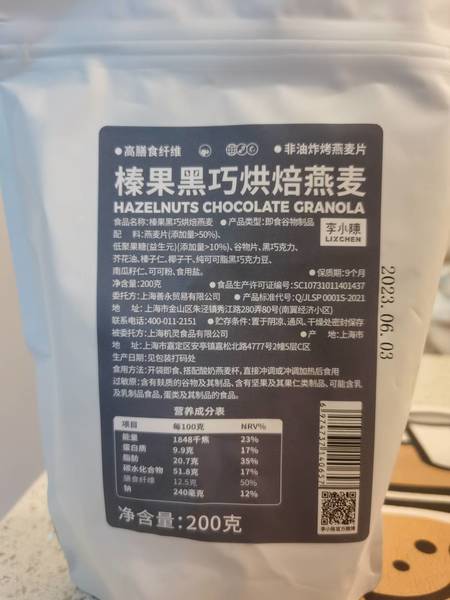 ●高膳食纤维 ●非油炸烤燕麦片
榛果黑巧烘焙燕麦
HAZELNUTS CHOCOLATE GRANOLA
食品名称:榛果黑巧烘焙燕麦 ●产品类型:即食谷物制品
配 料:燕麦片(添加量>50%)、
李小陳
LIZCHEN
低聚果糖(益生元)(添加量>10%)、谷物片、黑巧克力、
芥花油、榛子仁、椰子干、纯可可脂黑巧克力豆、
南瓜籽仁、可可粉、食用盐。 ●保质期:9个月
净含量:200克 ●食品生产许可证编号:SC10731011401437
委托方:上海善永贸易有限公司 ●产品标准代号:Q/JLSP 0001S-2021
地 址:上海市金山区朱泾镇秀江路280弄80号(南翼经济小区)
联系电话:400-011-2151 ●贮存条件:置于阴凉、通风、干燥处密封保存
被委托方:上海机灵食品有限公司 ●产 地:上海市
地 址:上海市嘉定区安亭镇嘉松北路4777号2幢5层C区
生产日期:见包装打码处
食用方法:开袋即食、搭配酸奶燕麦杯,直接冲调或冲调加热后食用
过敏原:含有麸质的谷物及其制品、含有坚果及其果仁类制品,可能含乳
及乳制品食品,蛋类及其制品的食品。
营养成分表
项目 每100克 NRV%
能量 1848千焦 23%
蛋白质 9.9克 17%
脂肪 20.7克 35%
碳水化合物 51.8克 17%
膳食纤维 12.5克 50%
钠 240毫克 12%
净含量:200克
李小陳官方微博
2023.06.03